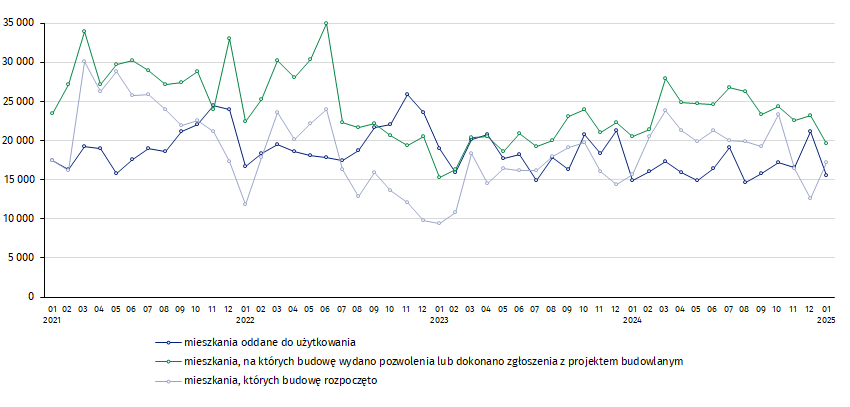 35 000
30 000
25 000
20 000
15 000
10 000
5 000
0
01 02 03 04 05 06 07 08 09 10 11 12 01 02 03 04 05 06 07 08 09 10 11 12 01 02 03 04 05 06 07 08 09 10 11 12 01 02 03 04 05 06 07 08 09 10 11 12 01
2021 2022 2023 2024 2025
mieszkania oddane do użytkowania
mieszkania, na których budowę wydano pozwolenia lub dokonano zgłoszenia z projektem budowlanym
mieszkania, których budowę rozpoczęto